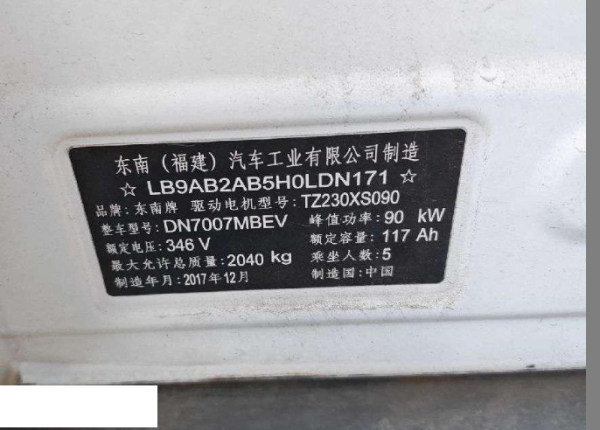 东南（福建）汽车工业有限公司制造
☆ LB9AB2AB5H0LDN171 ☆
品牌：东南牌 驱动电机型号：TZ230XS090
整车型号：DN7007MBEV 峰值功率：90 kW
额定电压：346 V 额定容量：117 Ah
最大允许总质量：2040 kg 乘坐人数：5
制造年月：2017年12月 制造国：中国